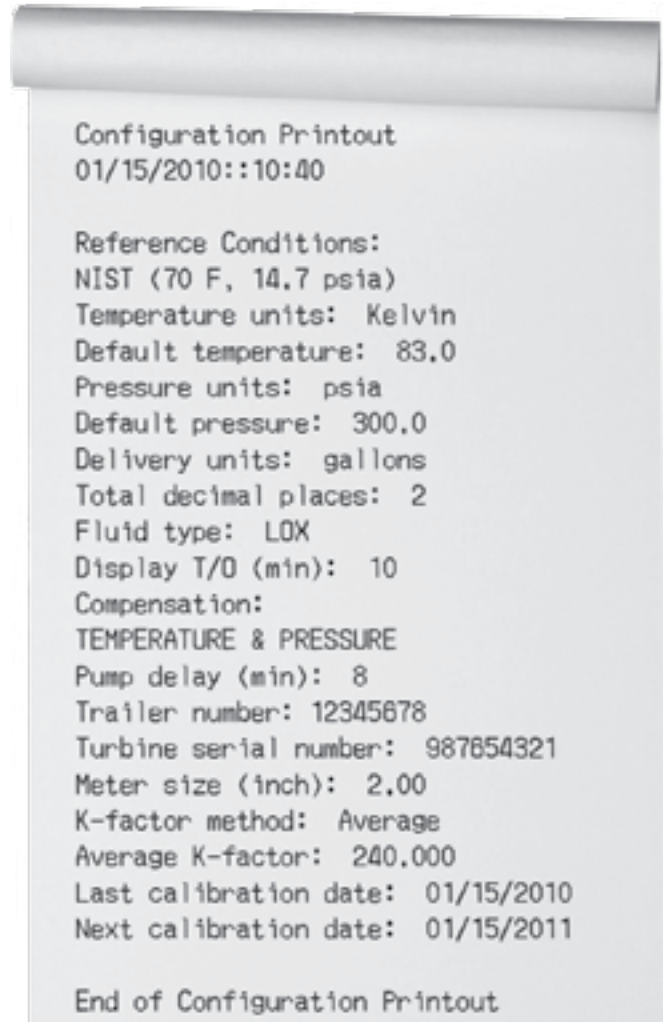 Configuration Printout
01/15/2010::10:40
Reference Conditions:
NIST (70 F, 14.7 psia)
Temperature units:  Kelvin
Default temperature:  83.0
Pressure units:  psia
Default pressure:  300.0
Delivery units:  gallons
Total decimal places:  2
Fluid type:  LOX
Display T/O (min):  10
Compensation:
TEMPERATURE & PRESSURE
Pump delay (min):  8
Trailer number: 12345678
Turbine serial number:  987654321
Meter size (inch):  2.00
K-factor method:  Average
Average K-factor:  240.000
Last calibration date:  01/15/2010
Next calibration date:  01/15/2011
End of Configuration Printout